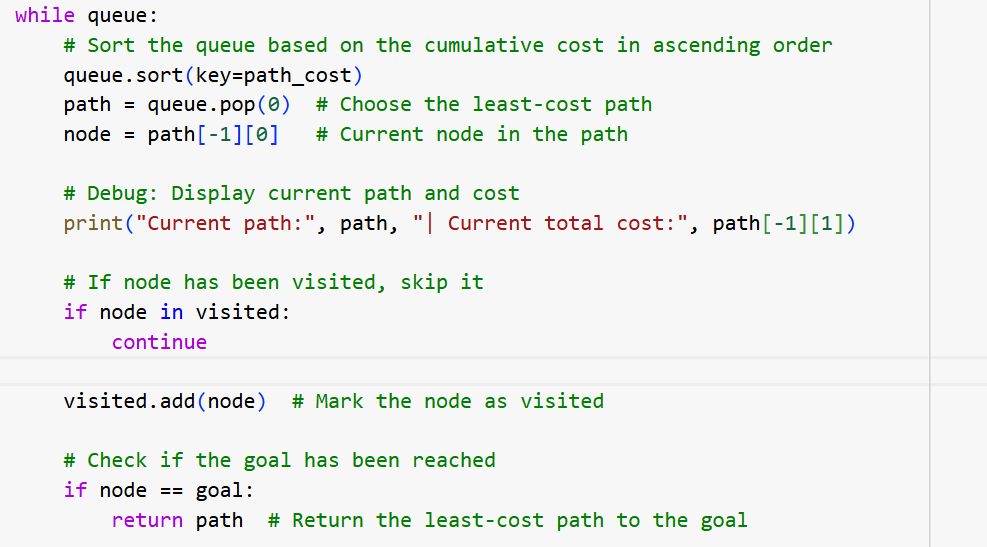 while queue:
    # Sort the queue based on the cumulative cost in ascending order
    queue.sort(key=path_cost)
    path = queue.pop(0)  # Choose the least-cost path
    node = path[-1][0]   # Current node in the path

    # Debug: Display current path and cost
    print("Current path:", path, "| Current total cost:", path[-1][1])

    # If node has been visited, skip it
    if node in visited:
        continue

    visited.add(node)  # Mark the node as visited

    # Check if the goal has been reached
    if node == goal:
        return path  # Return the least-cost path to the goal